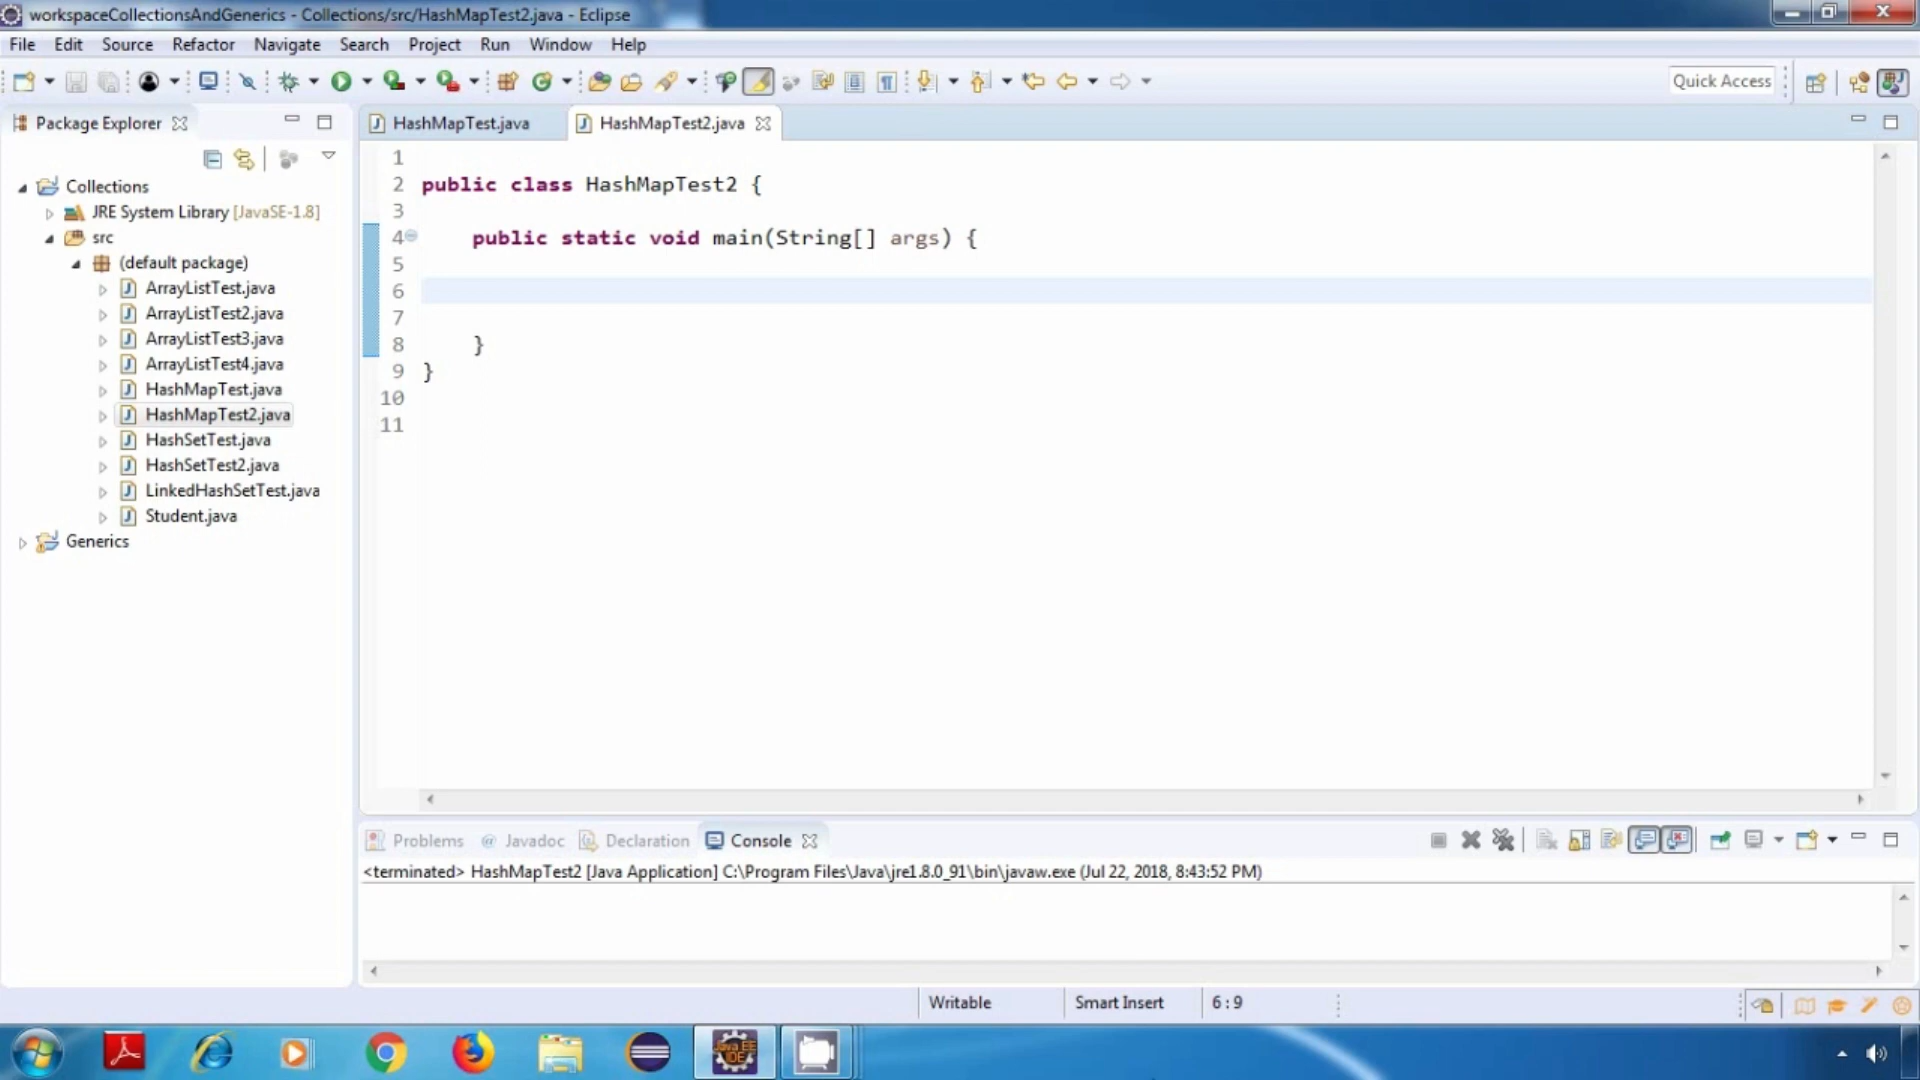 workspaceCollectionsAndGenerics - Collections/src/HashMapTest2.java - Eclipse
File Edit Source Refactor Navigate Search Project Run Window Help
Quick Access
Package Explorer
HashMapTest.java
HashMapTest2.java
Collections
JRE System Library [JavaSE-1.8]
src
(default package)
ArrayListTest.java
ArrayListTest2.java
ArrayListTest3.java
ArrayListTest4.java
HashMapTest.java
HashMapTest2.java
HashSetTest.java
HashSetTest2.java
LinkedHashSetTest.java
Student.java
Generics
1
2 public class HashMapTest2 {
3
4 public static void main(String[] args) {
5
6
7
8 }
9 }
10
11
Problems @ Javadoc Declaration Console
<terminated> HashMapTest2 [Java Application] C:\Program Files\Java\jre1.8.0_91\bin\javaw.exe (Jul 22, 2018, 8:43:52 PM)
Writable Smart Insert 6 : 9
Java EE
IDE